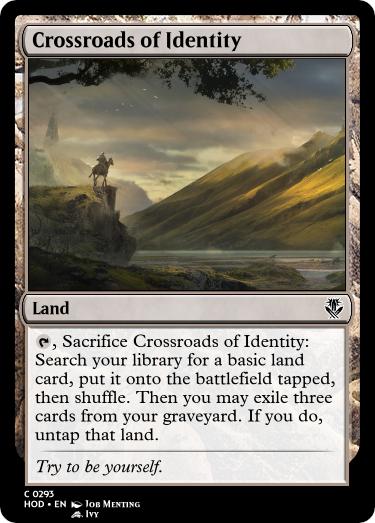 Crossroads of Identity
Land
, Sacrifice Crossroads of Identity:
Search your library for a basic land
card, put it onto the battlefield tapped,
then shuffle. Then you may exile three
cards from your graveyard. If you do,
untap that land.
Try to be yourself.
C 0293
HOD • EN Job Menting
Ivy